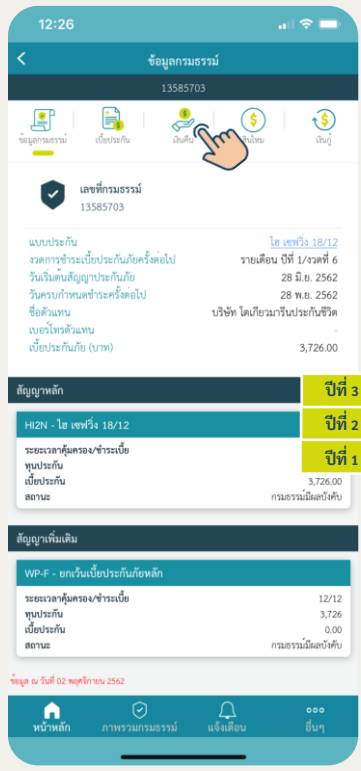 12:26
ข้อมูลกรมธรรม์
13585703
ข้อมูลกรมธรรม์ เบี้ยประกัน เงินคืน สินไหม เงินกู้
เลขที่กรมธรรม์
13585703
แบบประกัน ไฮ เซฟวิ่ง 18/12
งวดการชำระเบี้ยประกันภัยครั้งต่อไป รายเดือน ปีที่ 1/งวดที่ 6
วันเริ่มต้นสัญญาประกันภัย 28 มิ.ย. 2562
วันครบกำหนดชำระครั้งต่อไป 28 พ.ย. 2562
ชื่อตัวแทน บริษัท โตเกียวมารีนประกันชีวิต
เบอร์โทรตัวแทน -
เบี้ยประกันภัย (บาท) 3,726.00
สัญญาหลัก ปีที่ 3
HI2N - ไฮ เซฟวิ่ง 18/12 ปีที่ 2
ระยะเวลาคุ้มครอง/ชำระเบี้ย
ทุนประกัน ปีที่ 1
เบี้ยประกัน 3,726.00
สถานะ กรมธรรม์มีผลบังคับ
สัญญาเพิ่มเติม
WP-F - ยกเว้นเบี้ยประกันภัยหลัก
ระยะเวลาคุ้มครอง/ชำระเบี้ย 12/12
ทุนประกัน 3,726
เบี้ยประกัน 0.00
สถานะ กรมธรรม์มีผลบังคับ
ข้อมูล ณ วันที่ 02 พฤศจิกายน 2562
หน้าหลัก ภาพรวมกรมธรรม์ แจ้งเตือน อื่นๆ